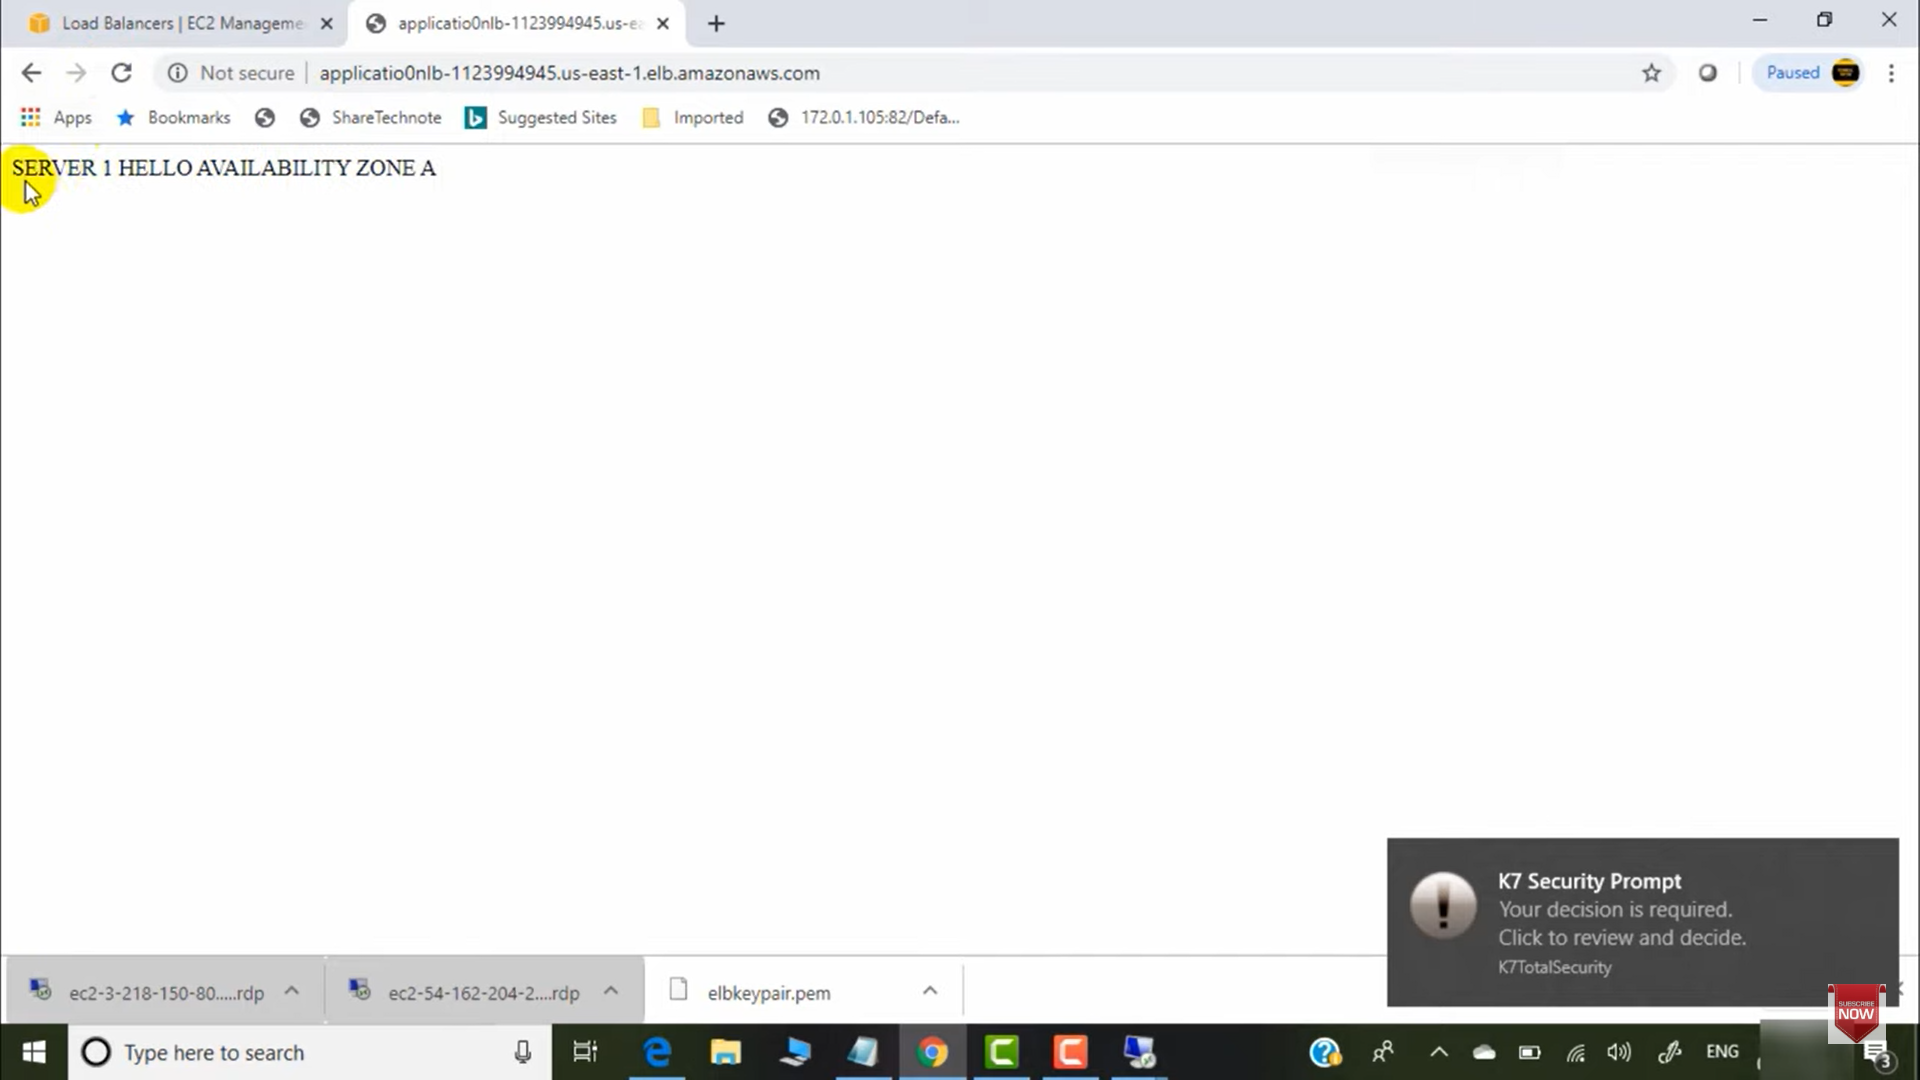 Load Balancers | EC2 Manageme
applicatio0nlb-1123994945.us-ea
Not secure
applicatio0nlb-1123994945.us-east-1.elb.amazonaws.com
Paused
Apps
Bookmarks
ShareTechnote
Suggested Sites
Imported
172.0.1.105:82/Defa...
SERVER 1 HELLO AVAILABILITY ZONE A
K7 Security Prompt
Your decision is required.
Click to review and decide.
K7TotalSecurity
ec2-3-218-150-80.....rdp
ec2-54-162-204-2....rdp
elbkeypair.pem
SUBSCRIBE
NOW
Type here to search
ENG
3